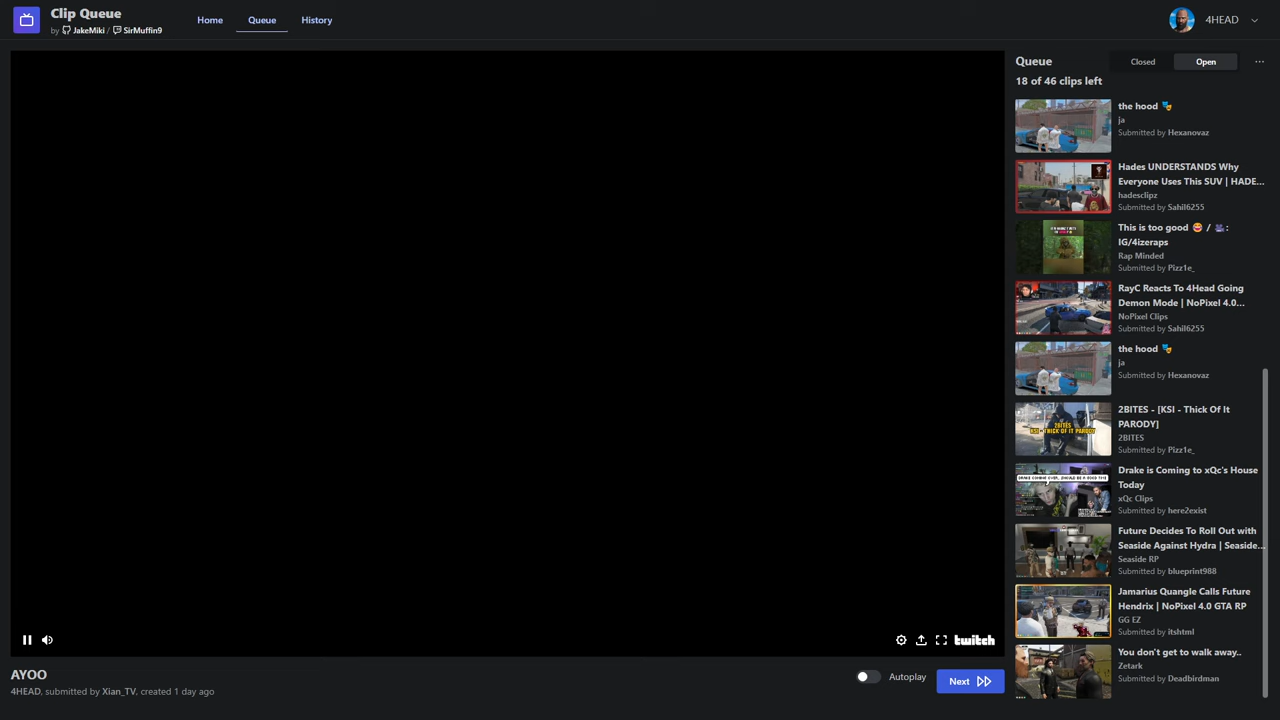 Clip Queue
by JakeMiki / SirMuffin9
Home
Queue
History
4HEAD
Queue
Closed
Open
18 of 46 clips left
the hood 🎭
ja
Submitted by Hexanovaz
Hades UNDERSTANDS Why
Everyone Uses This SUV | HADE...
hadesclipz
Submitted by Sahil6255
This is too good 🤩 / 🎥:
IG/4izeraps
Rap Minded
Submitted by Pizz1e_
RayC Reacts To 4Head Going
Demon Mode | NoPixel 4.0...
NoPixel Clips
Submitted by Sahil6255
the hood 🎭
ja
Submitted by Hexanovaz
2BITES
KSI - THICK OF IT PARODY
2BITES - [KSI - Thick Of It
PARODY]
2BITES
Submitted by Pizz1e_
Drake is Coming to xQc's House
Today
xQc Clips
Submitted by here2exist
Future Decides To Roll Out with
Seaside Against Hydra | Seaside...
Seaside RP
Submitted by blueprint988
Jamarius Quangle Calls Future
Hendrix | NoPixel 4.0 GTA RP
GG EZ
Submitted by itshtml
You don't get to walk away..
Zetark
Submitted by Deadbirdman
twitch
AYOO
4HEAD, submitted by Xian_TV, created 1 day ago
Autoplay
Next